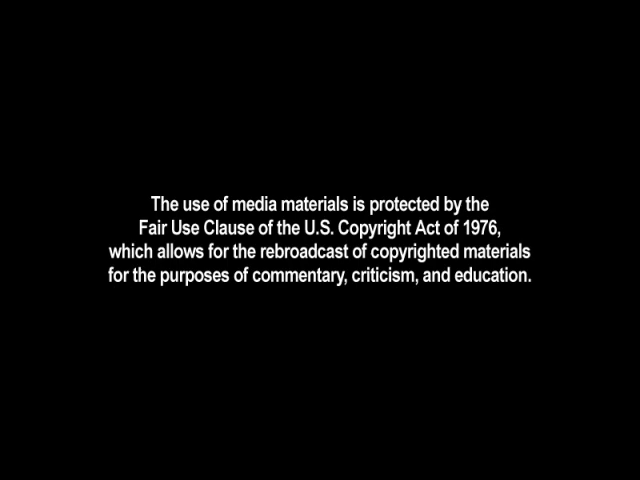 The use of media materials is protected by the
Fair Use Clause of the U.S. Copyright Act of 1976,
which allows for the rebroadcast of copyrighted materials
for the purposes of commentary, criticism, and education.